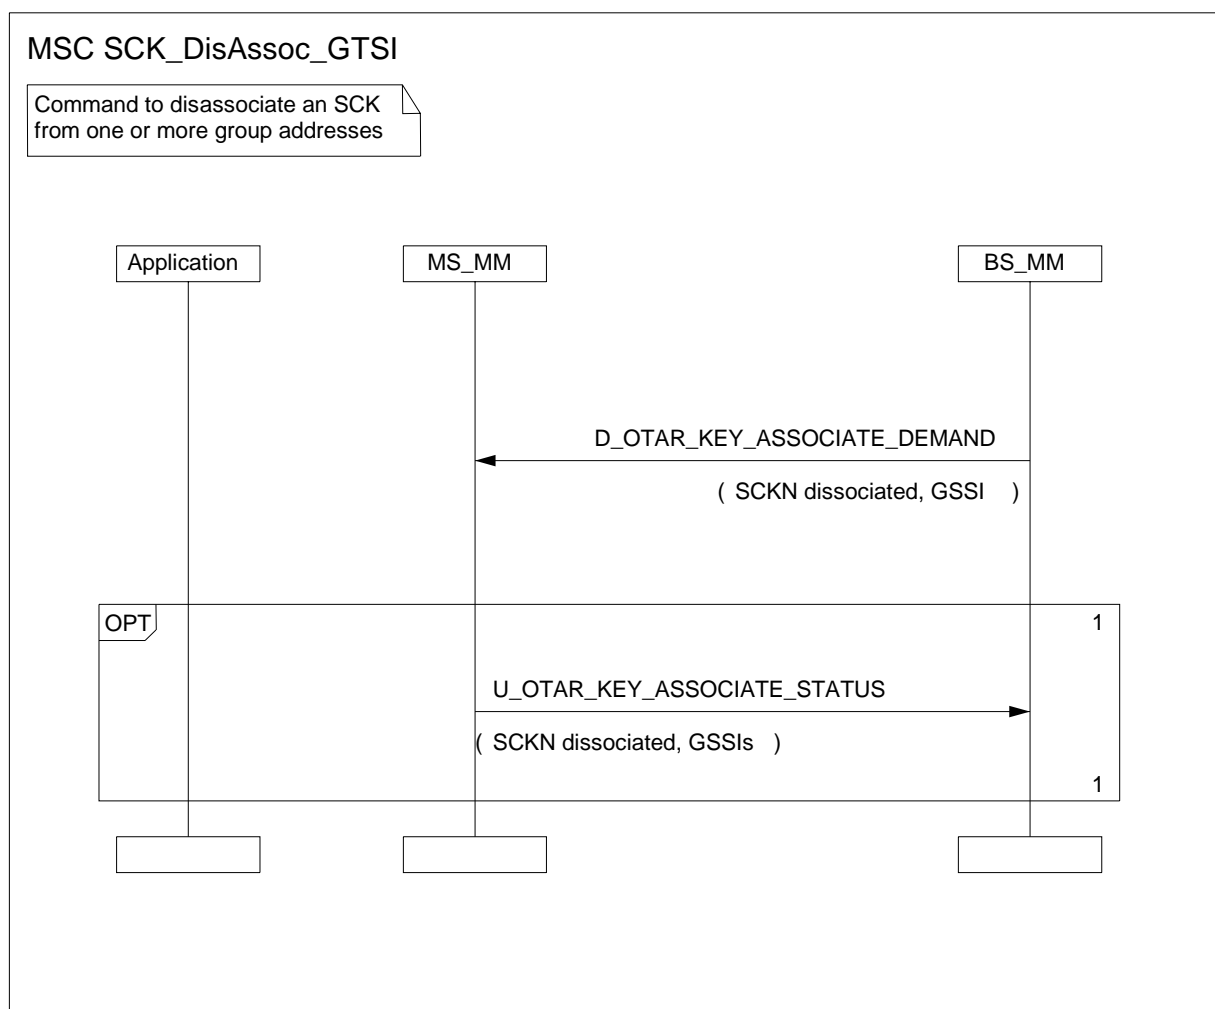 MSC SCK_DisAssoc_GTSI
Command to disassociate an SCK
from one or more group addresses
Application
MS_MM
BS_MM
D_OTAR_KEY_ASSOCIATE_DEMAND
( SCKN dissociated, GSSI )
OPT
1
U_OTAR_KEY_ASSOCIATE_STATUS
( SCKN dissociated, GSSIs )
1